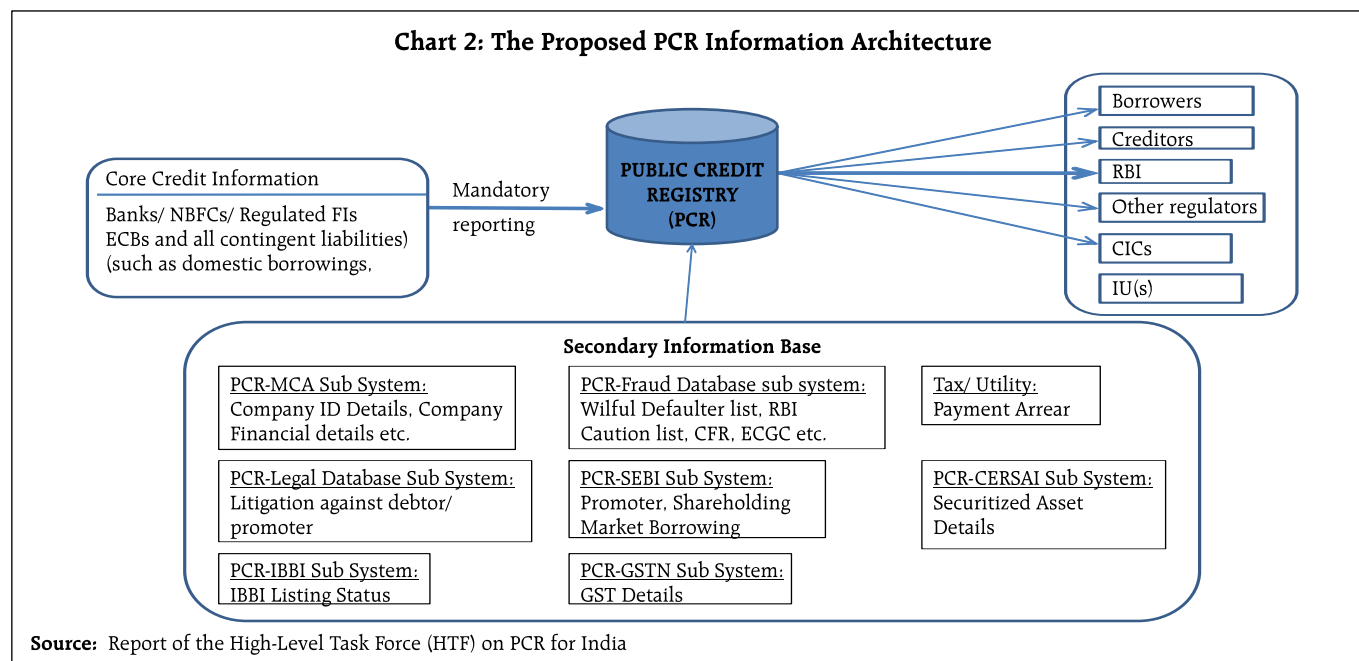 Chart 2: The Proposed PCR Information Architecture
Core Credit Information
Banks/ NBFCs/ Regulated FIs
ECBs and all contingent liabilities)
(such as domestic borrowings,
Mandatory
reporting
PUBLIC CREDIT
REGISTRY
(PCR)
Borrowers
Creditors
RBI
Other regulators
CICs
IU(s)
Secondary Information Base
PCR-MCA Sub System:
Company ID Details, Company
Financial details etc.
PCR-Fraud Database sub system:
Wilful Defaulter list, RBI
Caution list, CFR, ECGC etc.
Tax/ Utility:
Payment Arrear
PCR-Legal Database Sub System:
Litigation against debtor/
promoter
PCR-SEBI Sub System:
Promoter, Shareholding
Market Borrowing
PCR-CERSAI Sub System:
Securitized Asset
Details
PCR-IBBI Sub System:
IBBI Listing Status
PCR-GSTN Sub System:
GST Details
Source: Report of the High-Level Task Force (HTF) on PCR for India